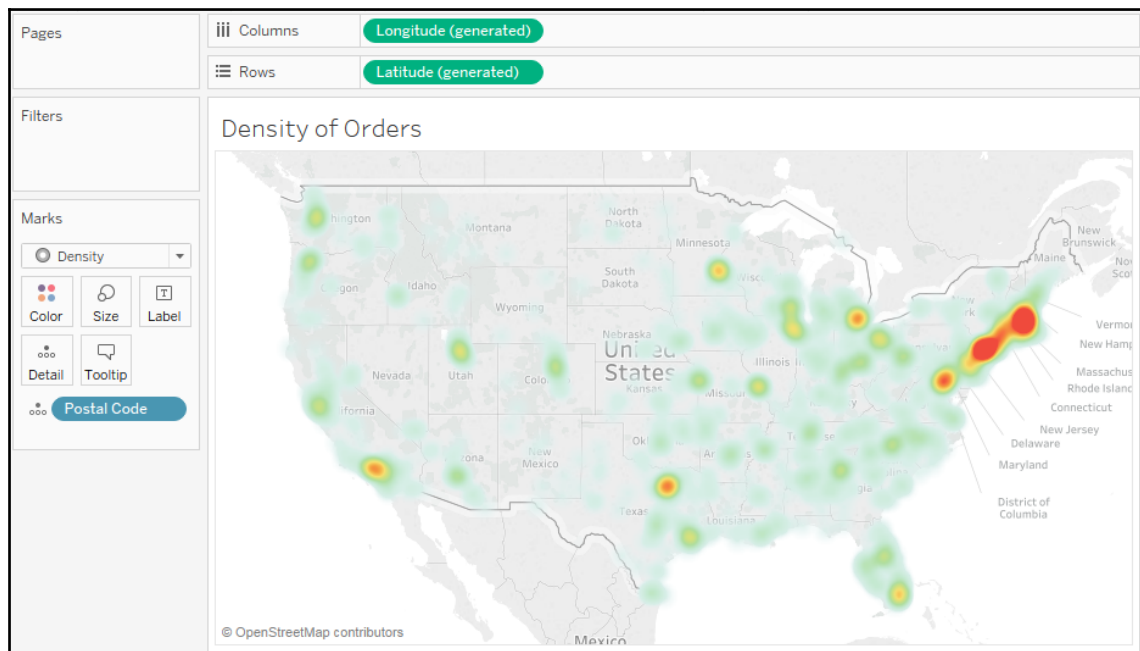 Pages
Columns
Longitude (generated)
Rows
Latitude (generated)
Filters
Density of Orders
Marks
Density
Color
Size
Label
Detail
Tooltip
Postal Code
hington
Montana
North
Dakota
Minnesota
New
Brunswick
Maine
South
Dakota
Wisc
Idaho
Wyoming
Nebraska
United
States
Illinois
Nevada
Utah
Kansas
New
Mexico
Texas
Louisiana
Vermon
New Hamp
Massachus
Rhode Island
Connecticut
New Jersey
Delaware
Maryland
District of
Columbia
© OpenStreetMap contributors
Mexico